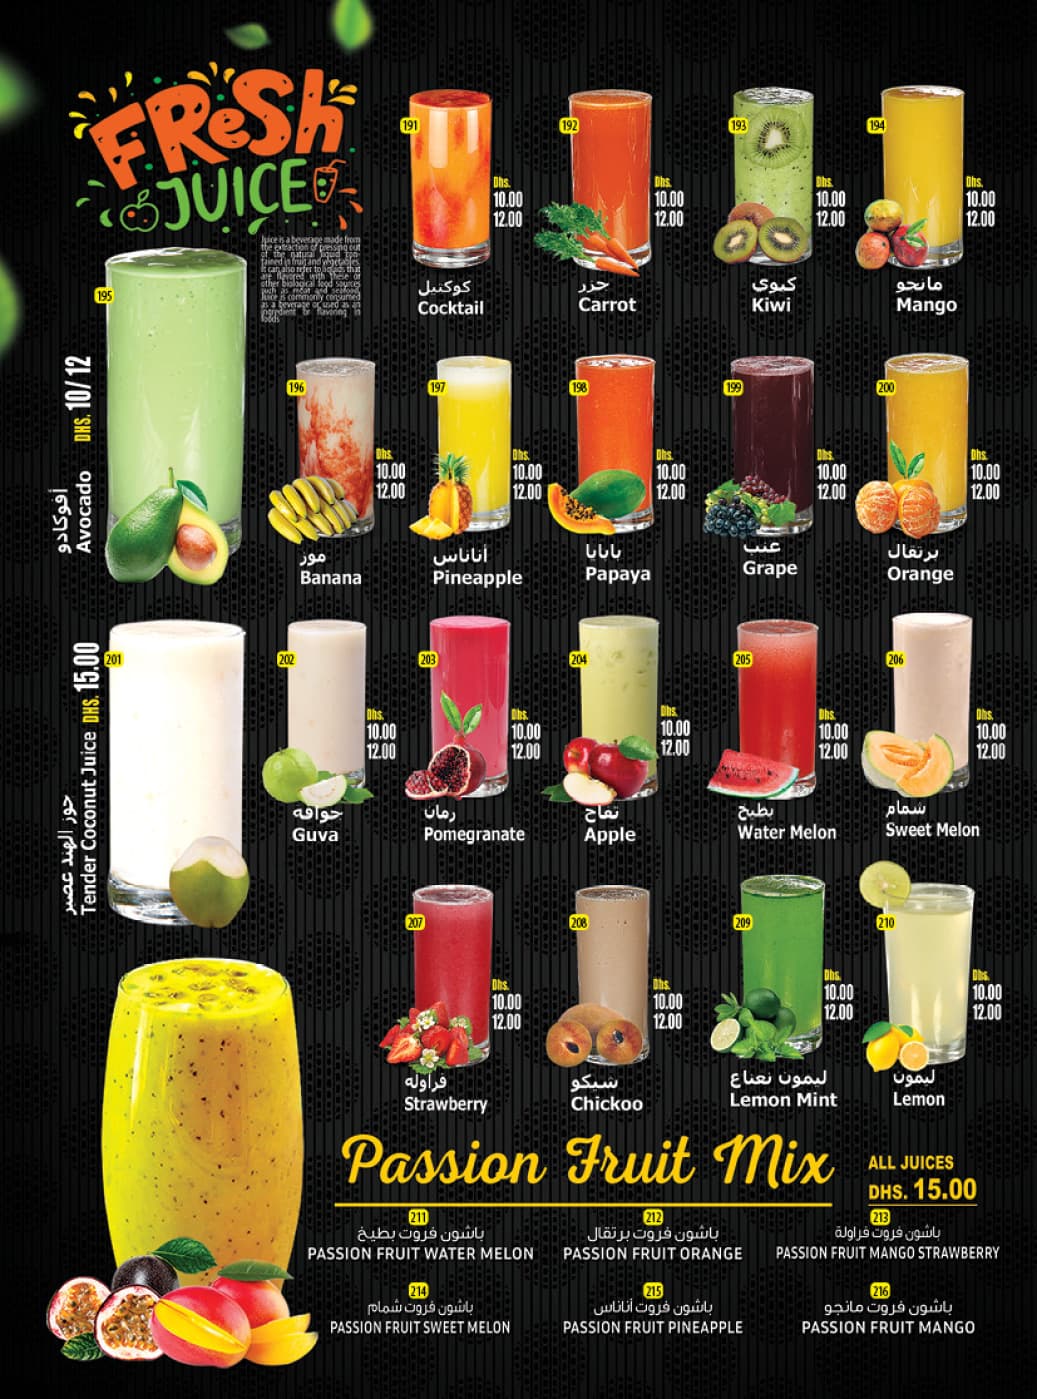 FReSh
JUICE
Juice is a beverage made from
the extraction of pressing out
of the natural liquid con-
tained in fruit and vegetables.
It can also refer to liquids that
are flavored with these or
other biological food sources
such as meat and seafood.
Juice is commonly consumed
as a beverage or used as an
ingredient or flavoring in
foods
191
Dhs.
10.00
12.00
كوكتيل
Cocktail
192
Dhs.
10.00
12.00
جزر
Carrot
193
Dhs.
10.00
12.00
كيوي
Kiwi
194
Dhs.
10.00
12.00
مانجو
Mango
195
أفوكادو
Avocado DHS. 10/12
196
Dhs.
10.00
12.00
موز
Banana
197
Dhs.
10.00
12.00
أناناس
Pineapple
198
Dhs.
10.00
12.00
بابايا
Papaya
199
Dhs.
10.00
12.00
عنب
Grape
200
Dhs.
10.00
12.00
برتقال
Orange
201
جوز الهند عصير
Tender Coconut Juice DHS. 15.00
202
Dhs.
10.00
12.00
جوافة
Guva
203
Dhs.
10.00
12.00
رمان
Pomegranate
204
Dhs.
10.00
12.00
تفاح
Apple
205
Dhs.
10.00
12.00
بطيخ
Water Melon
206
Dhs.
10.00
12.00
شمام
Sweet Melon
207
Dhs.
10.00
12.00
فراوله
Strawberry
208
Dhs.
10.00
12.00
شيكو
Chickoo
209
Dhs.
10.00
12.00
ليمون نعناع
Lemon Mint
210
Dhs.
10.00
12.00
ليمون
Lemon
Passion Fruit Mix
ALL JUICES
DHS. 15.00
211
باشون فروت بطيخ
PASSION FRUIT WATER MELON
212
باشون فروت برتقال
PASSION FRUIT ORANGE
213
باشون فروت فراولة
PASSION FRUIT MANGO STRAWBERRY
214
باشون فروت شمام
PASSION FRUIT SWEET MELON
215
باشون فروت أناناس
PASSION FRUIT PINEAPPLE
216
باشون فروت مانجو
PASSION FRUIT MANGO